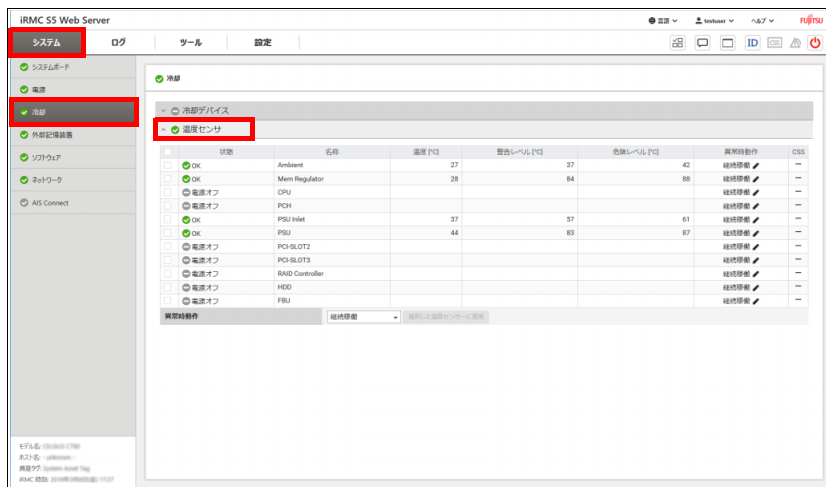 iRMC S5 Web Server
言語
testuser
ヘルプ
FUJITSU
システム
ログ
ツール
設定
ID
CSS
システムボード
電源
冷却
外部記憶装置
ソフトウェア
ネットワーク
AIS Connect
冷却
冷却デバイス
温度センサ
状態 名称 温度 [°C] 警告レベル [°C] 危険レベル [°C] 異常時動作 CSS
OK Ambient 27 37 42 継続稼働 —
OK Mem Regulator 28 84 88 継続稼働 —
電源オフ CPU 継続稼働 —
電源オフ PCH 継続稼働 —
OK PSU Inlet 37 57 61 継続稼働 —
OK PSU 44 83 87 継続稼働 —
電源オフ PCI-SLOT2 継続稼働 —
電源オフ PCI-SLOT3 継続稼働 —
電源オフ RAID Controller 継続稼働 —
電源オフ HDD 継続稼働 —
電源オフ FBU 継続稼働 —
異常時動作 継続稼働 選択した温度センサーに適用
モデル名:
ホスト名: - unknown -
資産タグ: System Asset Tag
iRMC 時刻: